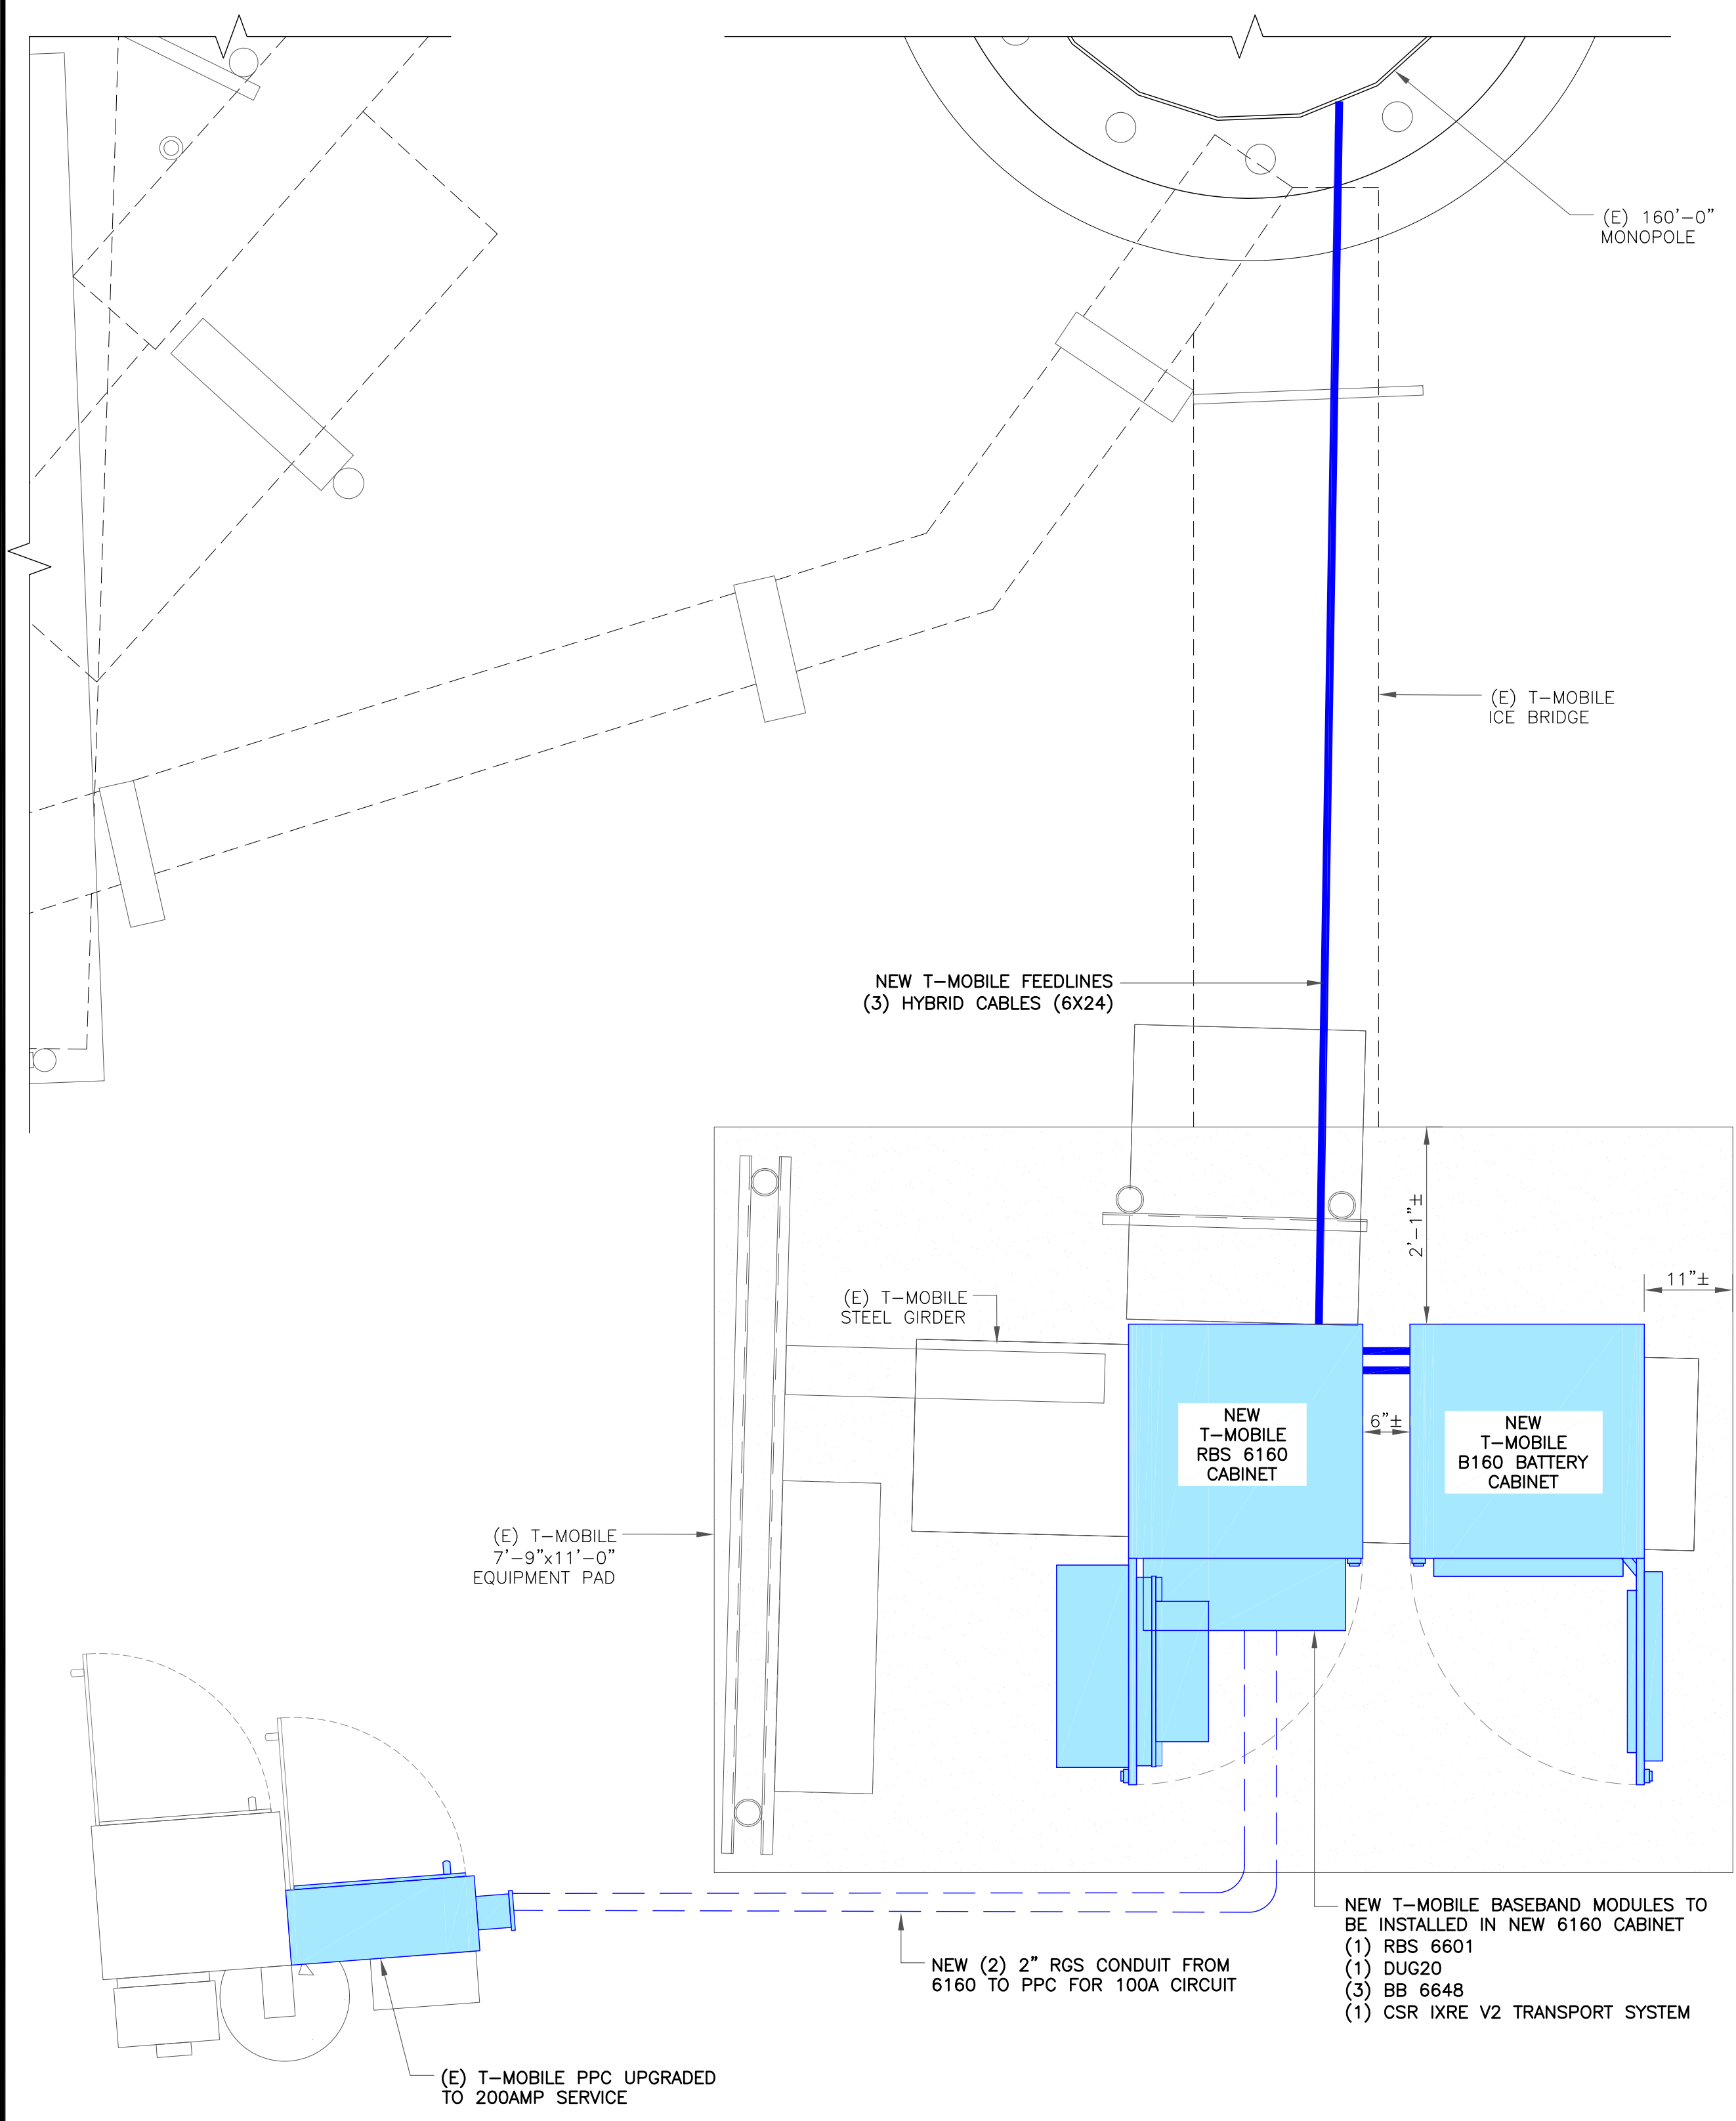 (E) 160'-0"
MONOPOLE
(E) T-MOBILE
ICE BRIDGE
NEW T-MOBILE FEEDLINES
(3) HYBRID CABLES (6X24)
2'-1"±
11"±
(E) T-MOBILE
STEEL GIRDER
NEW
T-MOBILE
RBS 6160
CABINET
6"±
NEW
T-MOBILE
B160 BATTERY
CABINET
(E) T-MOBILE
7'-9"x11'-0"
EQUIPMENT PAD
NEW T-MOBILE BASEBAND MODULES TO
BE INSTALLED IN NEW 6160 CABINET
(1) RBS 6601
(1) DUG20
(3) BB 6648
(1) CSR IXRE V2 TRANSPORT SYSTEM
NEW (2) 2" RGS CONDUIT FROM
6160 TO PPC FOR 100A CIRCUIT
(E) T-MOBILE PPC UPGRADED
TO 200AMP SERVICE